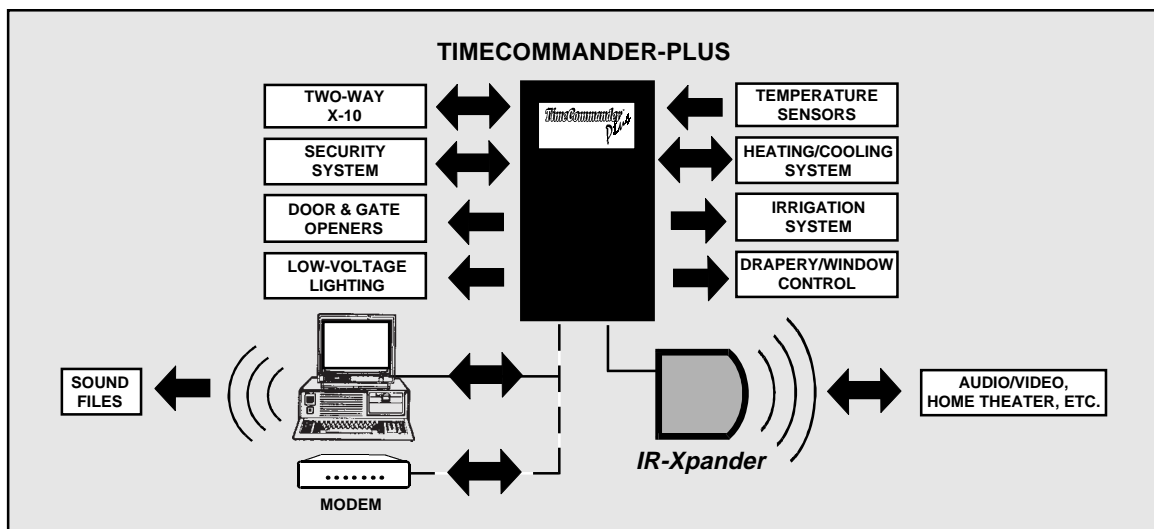 TIMECOMMANDER-PLUS
TWO-WAY
X-10
SECURITY
SYSTEM
DOOR & GATE
OPENERS
LOW-VOLTAGE
LIGHTING
TimeCommander
Plus
TEMPERATURE
SENSORS
HEATING/COOLING
SYSTEM
IRRIGATION
SYSTEM
DRAPERY/WINDOW
CONTROL
SOUND
FILES
MODEM
IR-Xpander
AUDIO/VIDEO,
HOME THEATER, ETC.